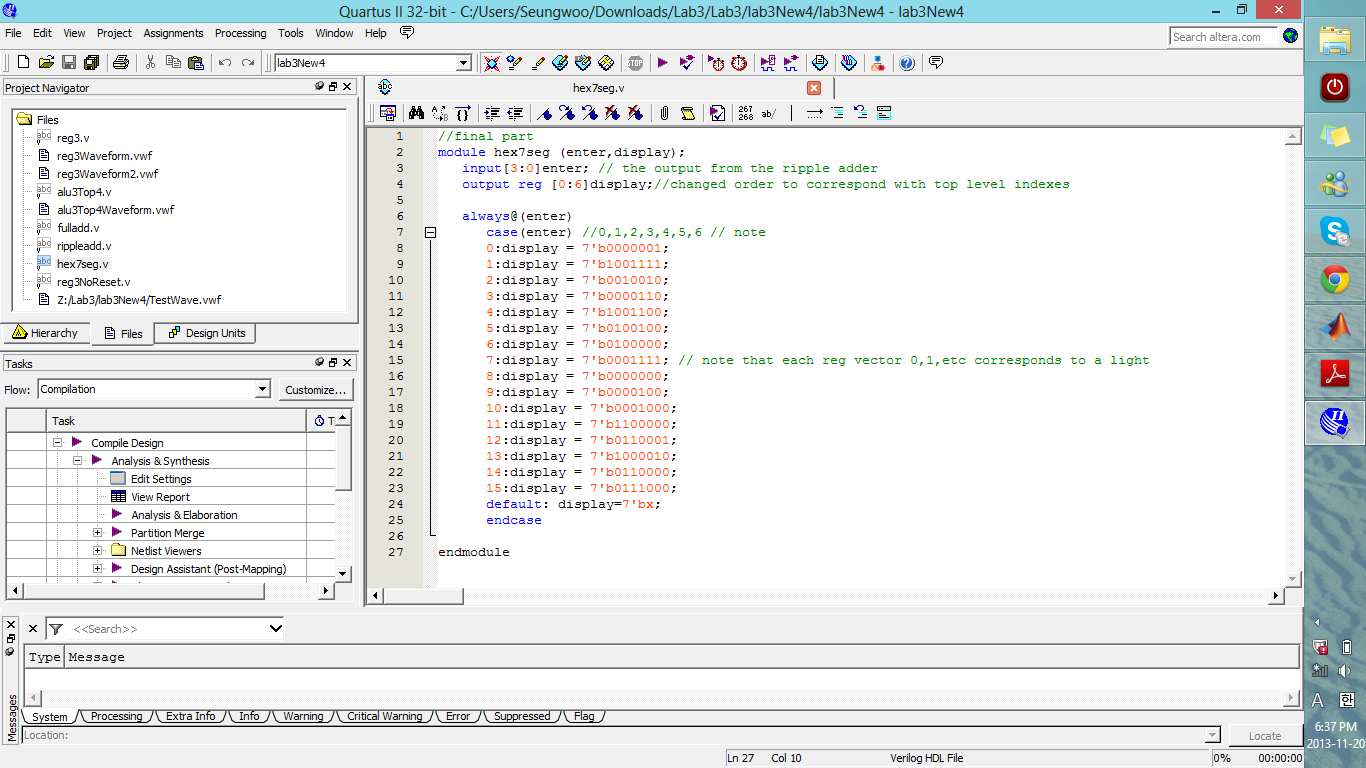 Quartus II 32-bit - C:/Users/Seungwoo/Downloads/Lab3/Lab3/lab3New4/lab3New4 - lab3New4
File Edit View Project Assignments Processing Tools Window Help
Search altera.com
lab3New4
Project Navigator
hex7seg.v
Files
reg3.v
reg3Waveform.vwf
reg3Waveform2.vwf
alu3Top4.v
alu3Top4Waveform.vwf
fulladd.v
rippleadd.v
hex7seg.v
reg3NoReset.v
Z:/Lab3/lab3New4/TestWave.vwf
Hierarchy Files Design Units
Tasks
Flow: Compilation Customize...
Task
Compile Design
Analysis & Synthesis
Edit Settings
View Report
Analysis & Elaboration
Partition Merge
Netlist Viewers
Design Assistant (Post-Mapping)
267
268 ab/
1 //final part
2 module hex7seg (enter,display);
3 input[3:0]enter; // the output from the ripple adder
4 output reg [0:6]display;//changed order to correspond with top level indexes
5
6 always@(enter)
7 case(enter) //0,1,2,3,4,5,6 // note
8 0:display = 7'b0000001;
9 1:display = 7'b1001111;
10 2:display = 7'b0010010;
11 3:display = 7'b0000110;
12 4:display = 7'b1001100;
13 5:display = 7'b0100100;
14 6:display = 7'b0100000;
15 7:display = 7'b0001111; // note that each reg vector 0,1,etc corresponds to a light
16 8:display = 7'b0000000;
17 9:display = 7'b0000100;
18 10:display = 7'b0001000;
19 11:display = 7'b1100000;
20 12:display = 7'b0110001;
21 13:display = 7'b1000010;
22 14:display = 7'b0110000;
23 15:display = 7'b0111000;
24 default: display=7'bx;
25 endcase
26
27 endmodule
<<Search>>
Type Message
Messages
System Processing Extra Info Info Warning Critical Warning Error Suppressed Flag
Location: Locate
Ln 27 Col 10 Verilog HDL File 0% 00:00:00
A 한
6:37 PM
2013-11-20